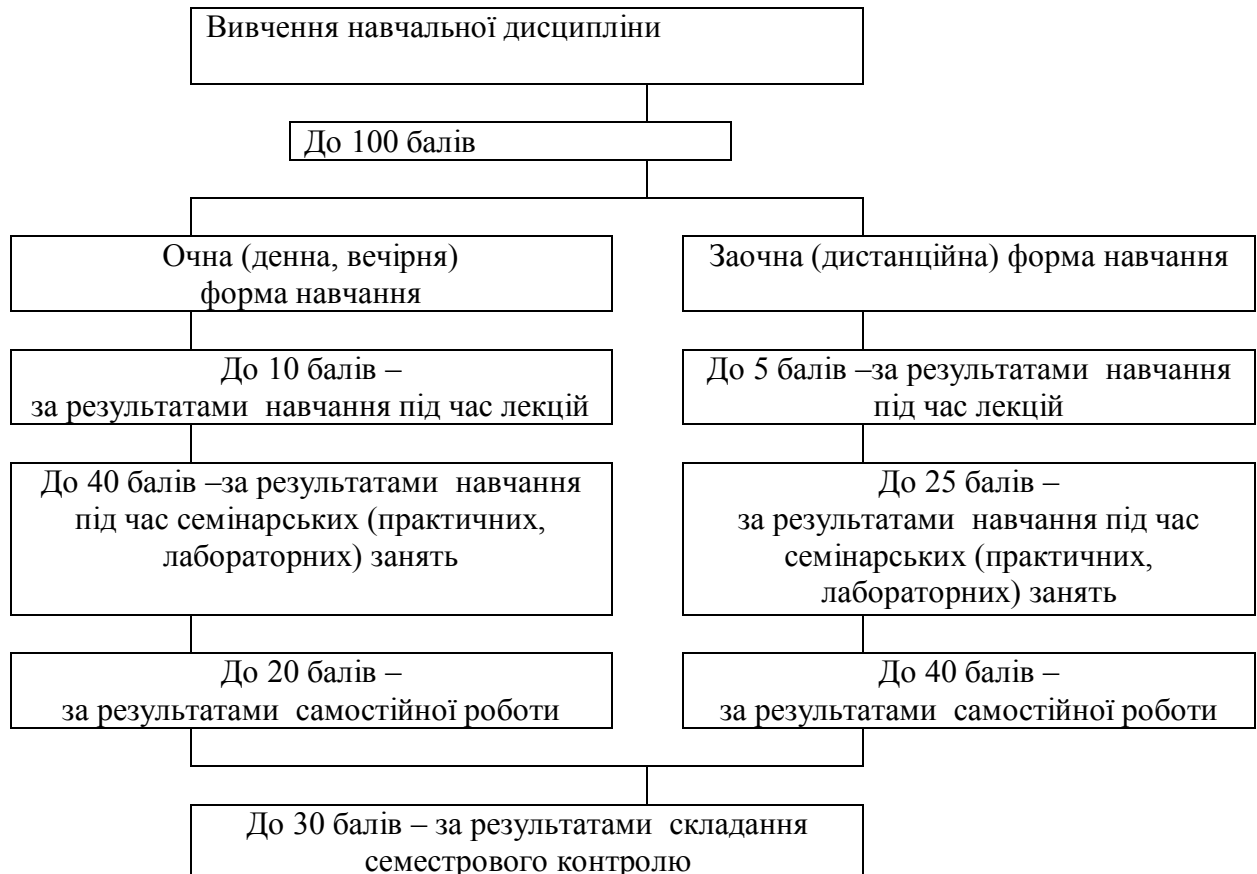 Вивчення навчальної дисципліни
До 100 балів
Очна (денна, вечірня)
форма навчання
Заочна (дистанційна) форма навчання
До 10 балів –
за результатами навчання під час лекцій
До 5 балів –за результатами навчання
під час лекцій
До 40 балів –за результатами навчання
під час семінарських (практичних,
лабораторних) занять
До 25 балів –
за результатами навчання під час
семінарських (практичних,
лабораторних) занять
До 20 балів –
за результатами самостійної роботи
До 40 балів –
за результатами самостійної роботи
До 30 балів – за результатами складання
семестрового контролю